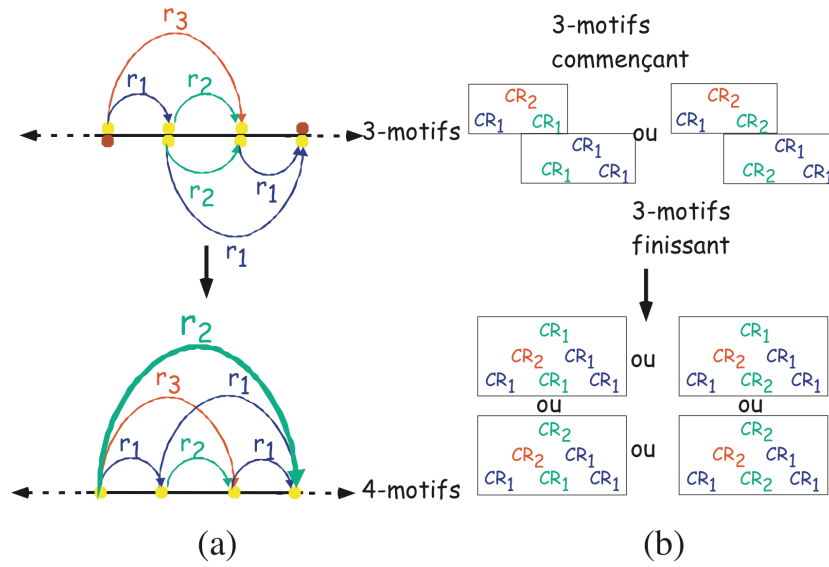 r3
r1
r2
r2
r1
r1
r2
r3
r1
r1
r2
r1
(a)
3-motifs
commençant
CR2
CR1 CR1
CR1
CR1 CR1
ou
CR2
CR1 CR2
CR1
CR2 CR1
3-motifs
3-motifs
finissant
CR1
CR2 CR1
CR1 CR1 CR1
ou
CR1
CR2 CR1
CR1 CR2 CR1
ou
ou
CR2
CR2 CR1
CR1 CR1 CR1
ou
CR2
CR2 CR1
CR1 CR2 CR1
4-motifs
(b)